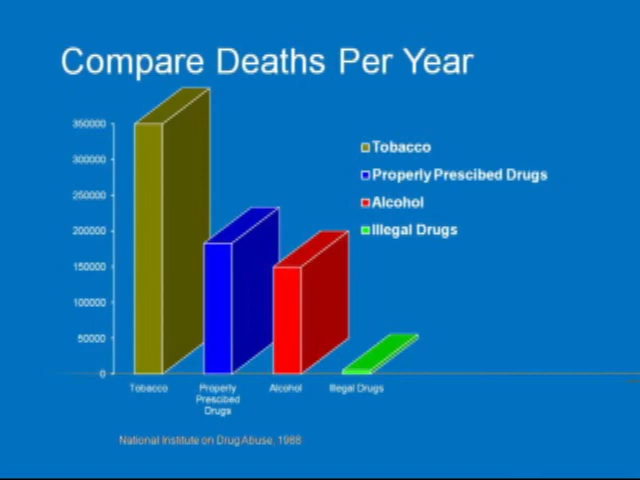 Compare Deaths Per Year
350000
300000
250000
200000
150000
100000
50000
0
Tobacco
Properly Prescibed Drugs
Alcohol
Illegal Drugs
Tobacco
Properly
Prescibed
Drugs
Alcohol
Illegal Drugs
National Institute on Drug Abuse, 1988